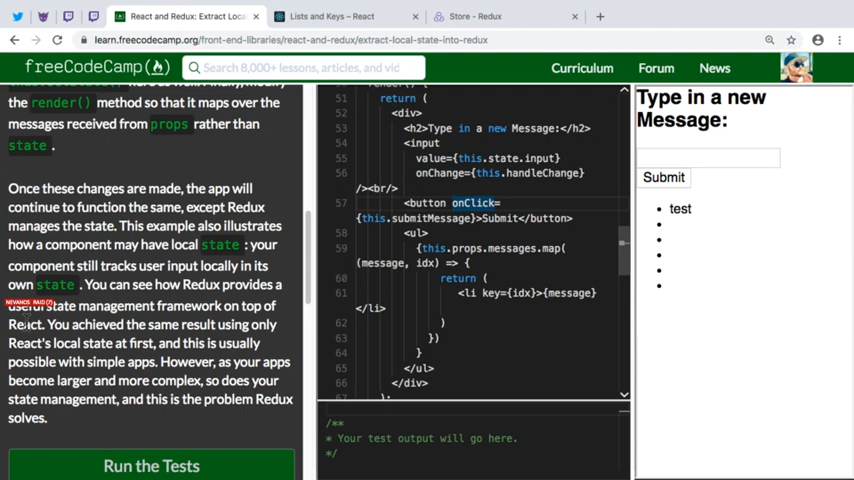 React and Redux: Extract Loca
Lists and Keys – React
Store - Redux
learn.freecodecamp.org/front-end-libraries/react-and-redux/extract-local-state-into-redux
freeCodeCamp
Search 8,000+ lessons, articles, and vid
Curriculum
Forum
News
the render() method so that it maps over the
messages received from props rather than
state .
Once these changes are made, the app will
continue to function the same, except Redux
manages the state. This example also illustrates
how a component may have local state : your
component still tracks user input locally in its
own state . You can see how Redux provides a
NEVANOS RAID (7)
useful state management framework on top of
React. You achieved the same result using only
React's local state at first, and this is usually
possible with simple apps. However, as your apps
become larger and more complex, so does your
state management, and this is the problem Redux
solves.
Run the Tests
51 return (
52 <div>
53 <h2>Type in a new Message:</h2>
54 <input
55 value={this.state.input}
56 onChange={this.handleChange}
/><br/>
57 <button onClick=
{this.submitMessage}>Submit</button>
58 <ul>
59 {this.props.messages.map(
(message, idx) => {
60 return (
61 <li key={idx}>{message}
</li>
62 )
63 })
64 }
65 </ul>
66 </div>
67 );
/**
* Your test output will go here.
*/
Type in a new
Message:
Submit
test